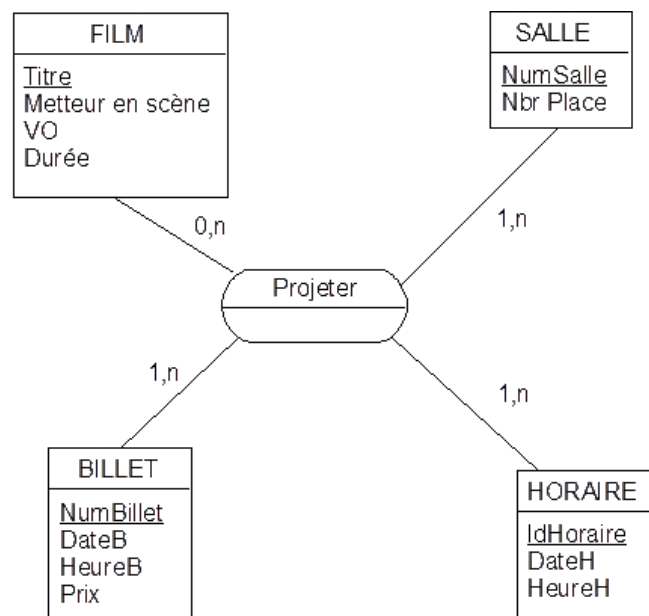 FILM
Titre
Metteur en scène
VO
Durée
SALLE
NumSalle
Nbr Place
0,n
1,n
Projeter
1,n
1,n
BILLET
NumBillet
DateB
HeureB
Prix
HORAIRE
IdHoraire
DateH
HeureH